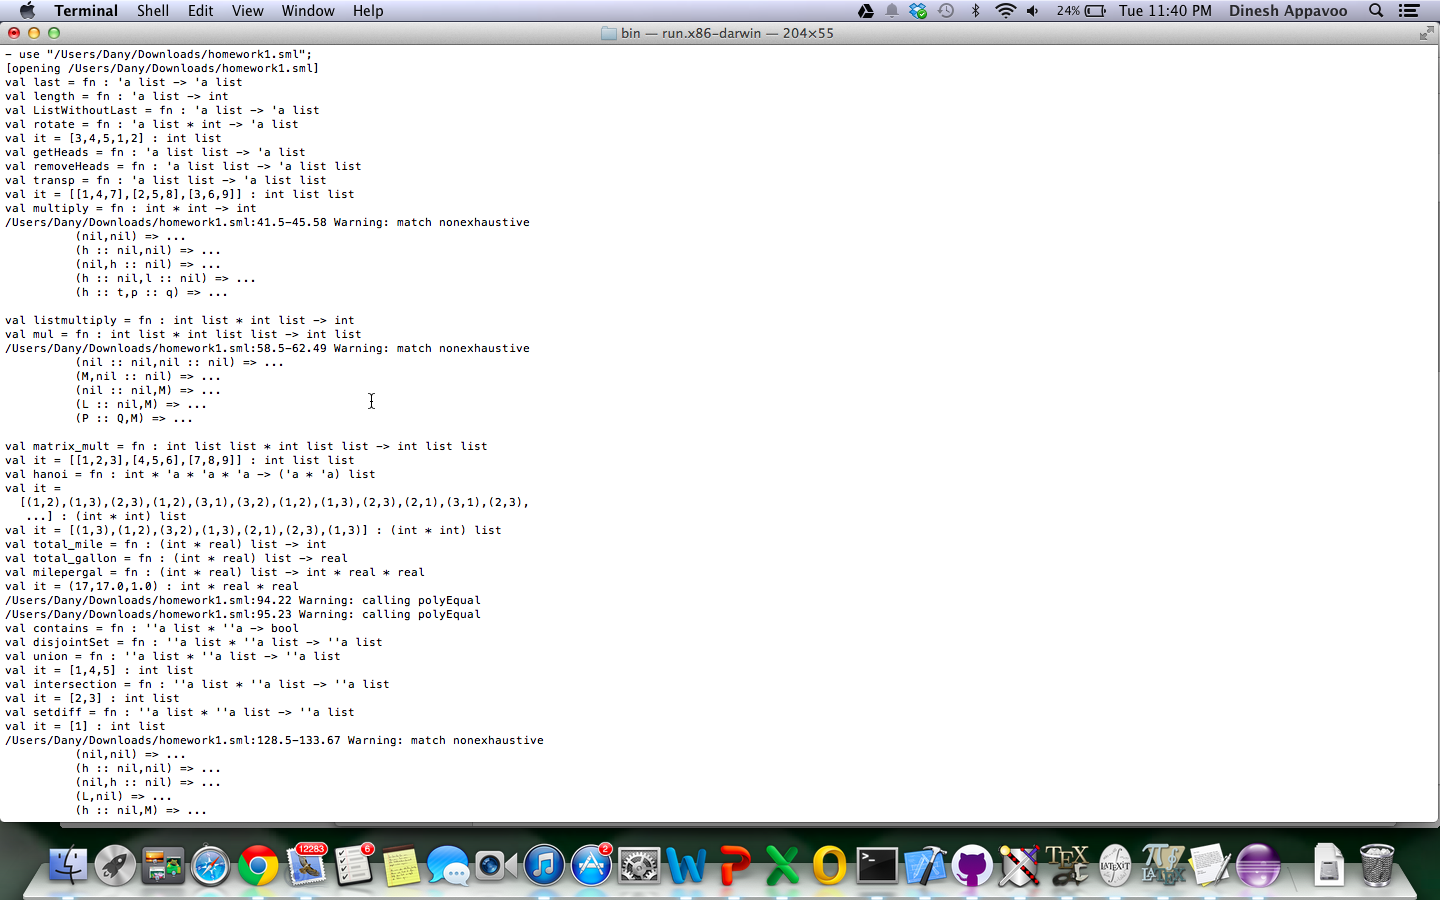 Terminal Shell Edit View Window Help 24% Tue 11:40 PM Dinesh Appavoo
bin — run.x86-darwin — 204×55
- use "/Users/Dany/Downloads/homework1.sml";
[opening /Users/Dany/Downloads/homework1.sml]
val last = fn : 'a list -> 'a list
val length = fn : 'a list -> int
val ListWithoutLast = fn : 'a list -> 'a list
val rotate = fn : 'a list * int -> 'a list
val it = [3,4,5,1,2] : int list
val getHeads = fn : 'a list list -> 'a list
val removeHeads = fn : 'a list list -> 'a list list
val transp = fn : 'a list list -> 'a list list
val it = [[1,4,7],[2,5,8],[3,6,9]] : int list list
val multiply = fn : int * int -> int
/Users/Dany/Downloads/homework1.sml:41.5-45.58 Warning: match nonexhaustive
(nil,nil) => ...
(h :: nil,nil) => ...
(nil,h :: nil) => ...
(h :: nil,l :: nil) => ...
(h :: t,p :: q) => ...
val listmultiply = fn : int list * int list -> int
val mul = fn : int list * int list list -> int list
/Users/Dany/Downloads/homework1.sml:58.5-62.49 Warning: match nonexhaustive
(nil :: nil,nil :: nil) => ...
(M,nil :: nil) => ...
(nil :: nil,M) => ...
(L :: nil,M) => ...
(P :: Q,M) => ...
val matrix_mult = fn : int list list * int list list -> int list list
val it = [[1,2,3],[4,5,6],[7,8,9]] : int list list
val hanoi = fn : int * 'a * 'a * 'a -> ('a * 'a) list
val it =
[(1,2),(1,3),(2,3),(1,2),(3,1),(3,2),(1,2),(1,3),(2,3),(2,1),(3,1),(2,3),
...] : (int * int) list
val it = [(1,3),(1,2),(3,2),(1,3),(2,1),(2,3),(1,3)] : (int * int) list
val total_mile = fn : (int * real) list -> int
val total_gallon = fn : (int * real) list -> real
val milepergal = fn : (int * real) list -> int * real * real
val it = (17,17.0,1.0) : int * real * real
/Users/Dany/Downloads/homework1.sml:94.22 Warning: calling polyEqual
/Users/Dany/Downloads/homework1.sml:95.23 Warning: calling polyEqual
val contains = fn : ''a list * ''a -> bool
val disjointSet = fn : ''a list * ''a list -> ''a list
val union = fn : ''a list * ''a list -> ''a list
val it = [1,4,5] : int list
val intersection = fn : ''a list * ''a list -> ''a list
val it = [2,3] : int list
val setdiff = fn : ''a list * ''a list -> ''a list
val it = [1] : int list
/Users/Dany/Downloads/homework1.sml:128.5-133.67 Warning: match nonexhaustive
(nil,nil) => ...
(h :: nil,nil) => ...
(nil,h :: nil) => ...
(L,nil) => ...
(h :: nil,M) => ...
12283 6 2